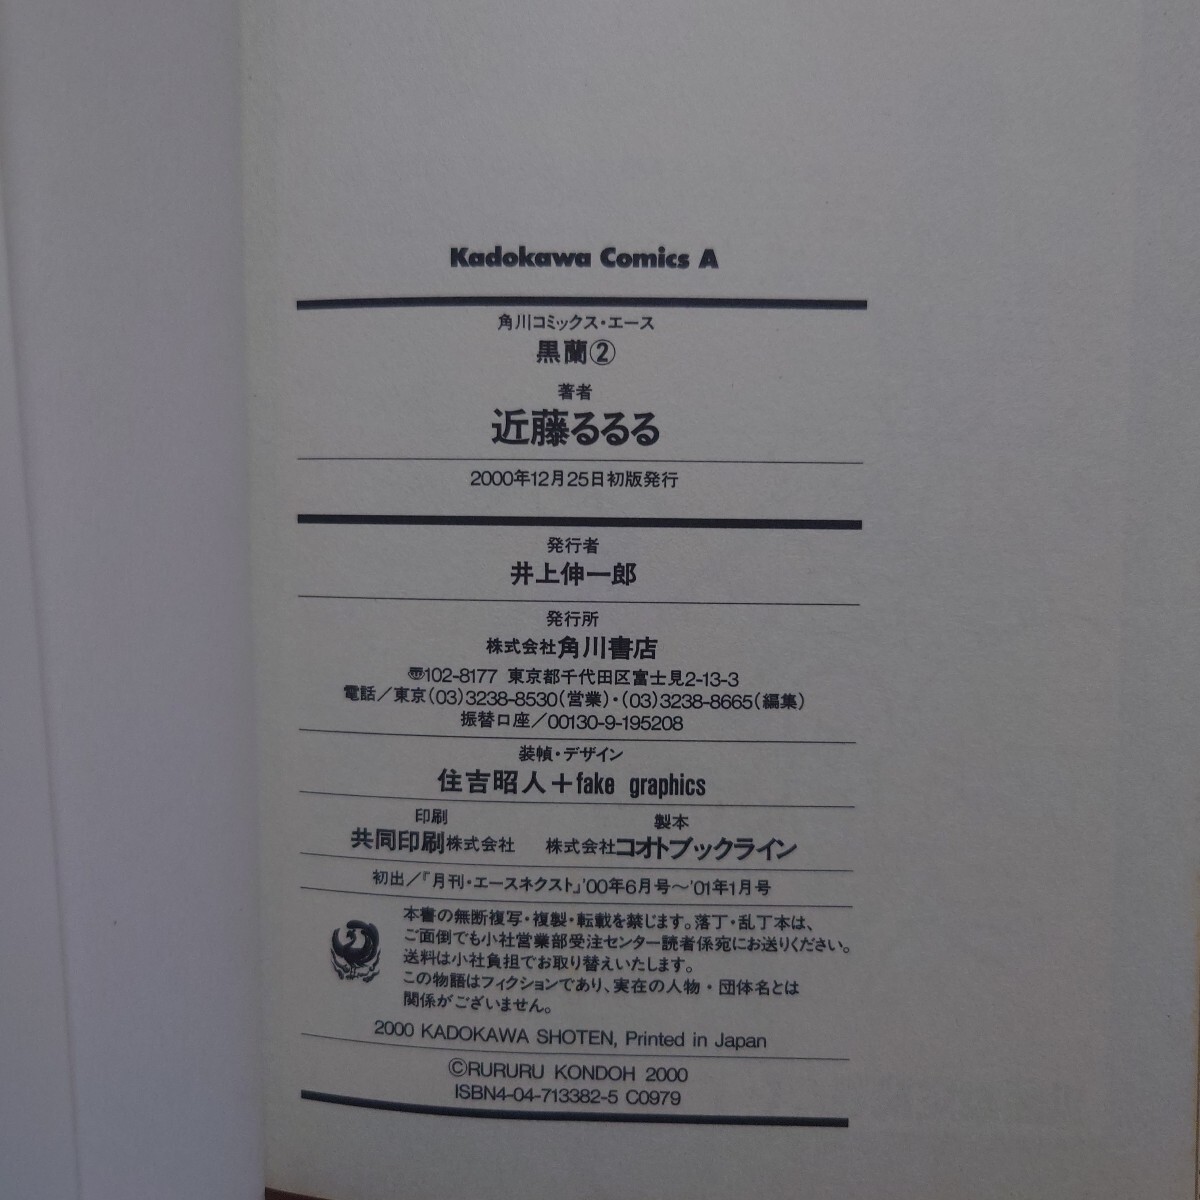 Kadokawa Comics A
角川コミックス・エース
黒蘭②
著者
近藤るるる
2000年12月25日初版発行
発行者
井上伸一郎
発行所
株式会社角川書店
〠102-8177 東京都千代田区富士見2-13-3
電話／東京(03)3238-8530(営業)・(03)3238-8665(編集)
振替口座／00130-9-195208
装幀・デザイン
住吉昭人＋fake graphics
印刷 製本
共同印刷株式会社 株式会社コオトブックライン
初出／『月刊・エースネクスト』'00年6月号〜'01年1月号
本書の無断複写・複製・転載を禁じます。落丁・乱丁本は、
ご面倒でも小社営業部受注センター読者係宛にお送りください。
送料は小社負担でお取り替えいたします。
この物語はフィクションであり、実在の人物・団体名とは
関係がございません。
2000 KADOKAWA SHOTEN, Printed in Japan
©RURURU KONDOH 2000
ISBN4-04-713382-5 C0979